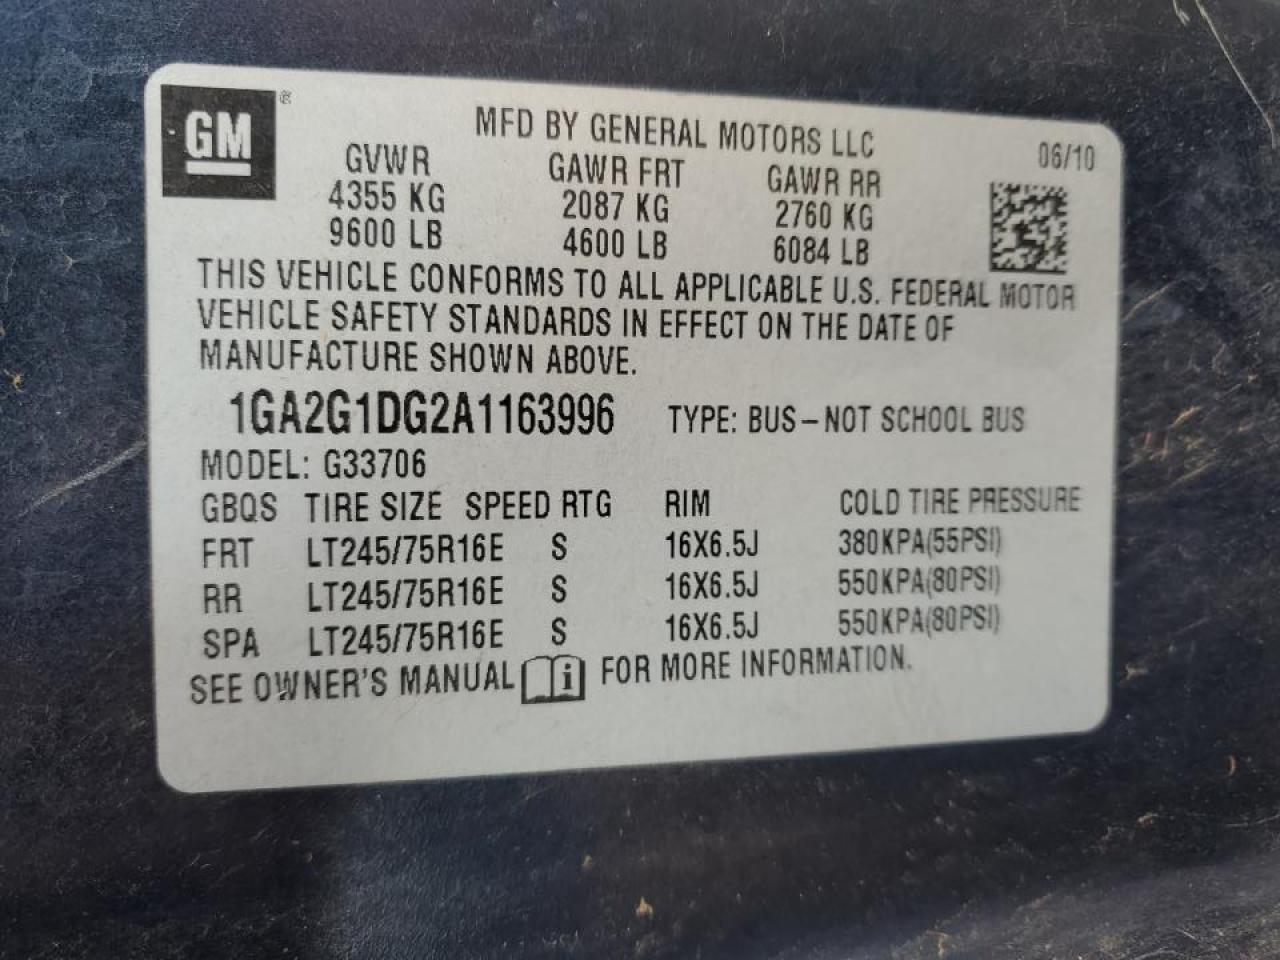 GM ®
MFD BY GENERAL MOTORS LLC 06/10
GVWR GAWR FRT GAWR RR
4355 KG 2087 KG 2760 KG
9600 LB 4600 LB 6084 LB
THIS VEHICLE CONFORMS TO ALL APPLICABLE U.S. FEDERAL MOTOR
VEHICLE SAFETY STANDARDS IN EFFECT ON THE DATE OF
MANUFACTURE SHOWN ABOVE.
1GA2G1DG2A1163996 TYPE: BUS-NOT SCHOOL BUS
MODEL: G33706
GBQS TIRE SIZE SPEED RTG RIM COLD TIRE PRESSURE
FRT LT245/75R16E S 16X6.5J 380KPA(55PSI)
RR LT245/75R16E S 16X6.5J 550KPA(80PSI)
SPA LT245/75R16E S 16X6.5J 550KPA(80PSI)
SEE OWNER'S MANUAL i FOR MORE INFORMATION.